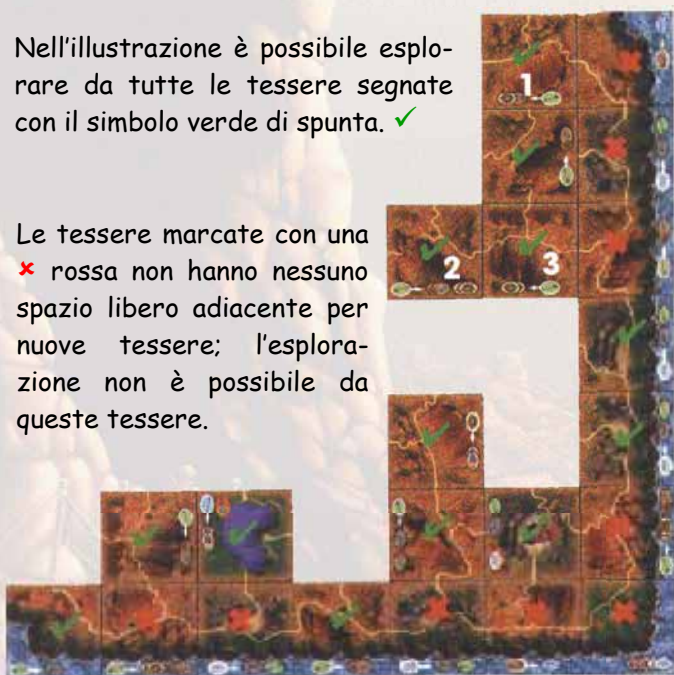 Nell'illustrazione è possibile esplo-
rare da tutte le tessere segnate
con il simbolo verde di spunta. ✓
Le tessere marcate con una
✘ rossa non hanno nessuno
spazio libero adiacente per
nuove tessere; l'esplora-
zione non è possibile da
queste tessere.
1
2
3